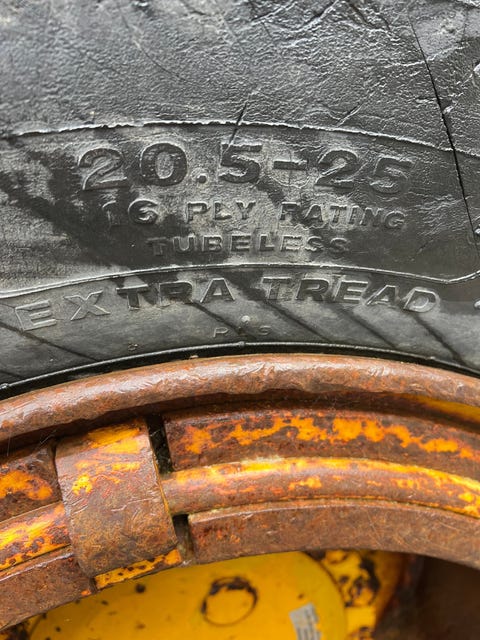 20.5-25
16 PLY RATING
TUBELESS
EXTRA TREAD